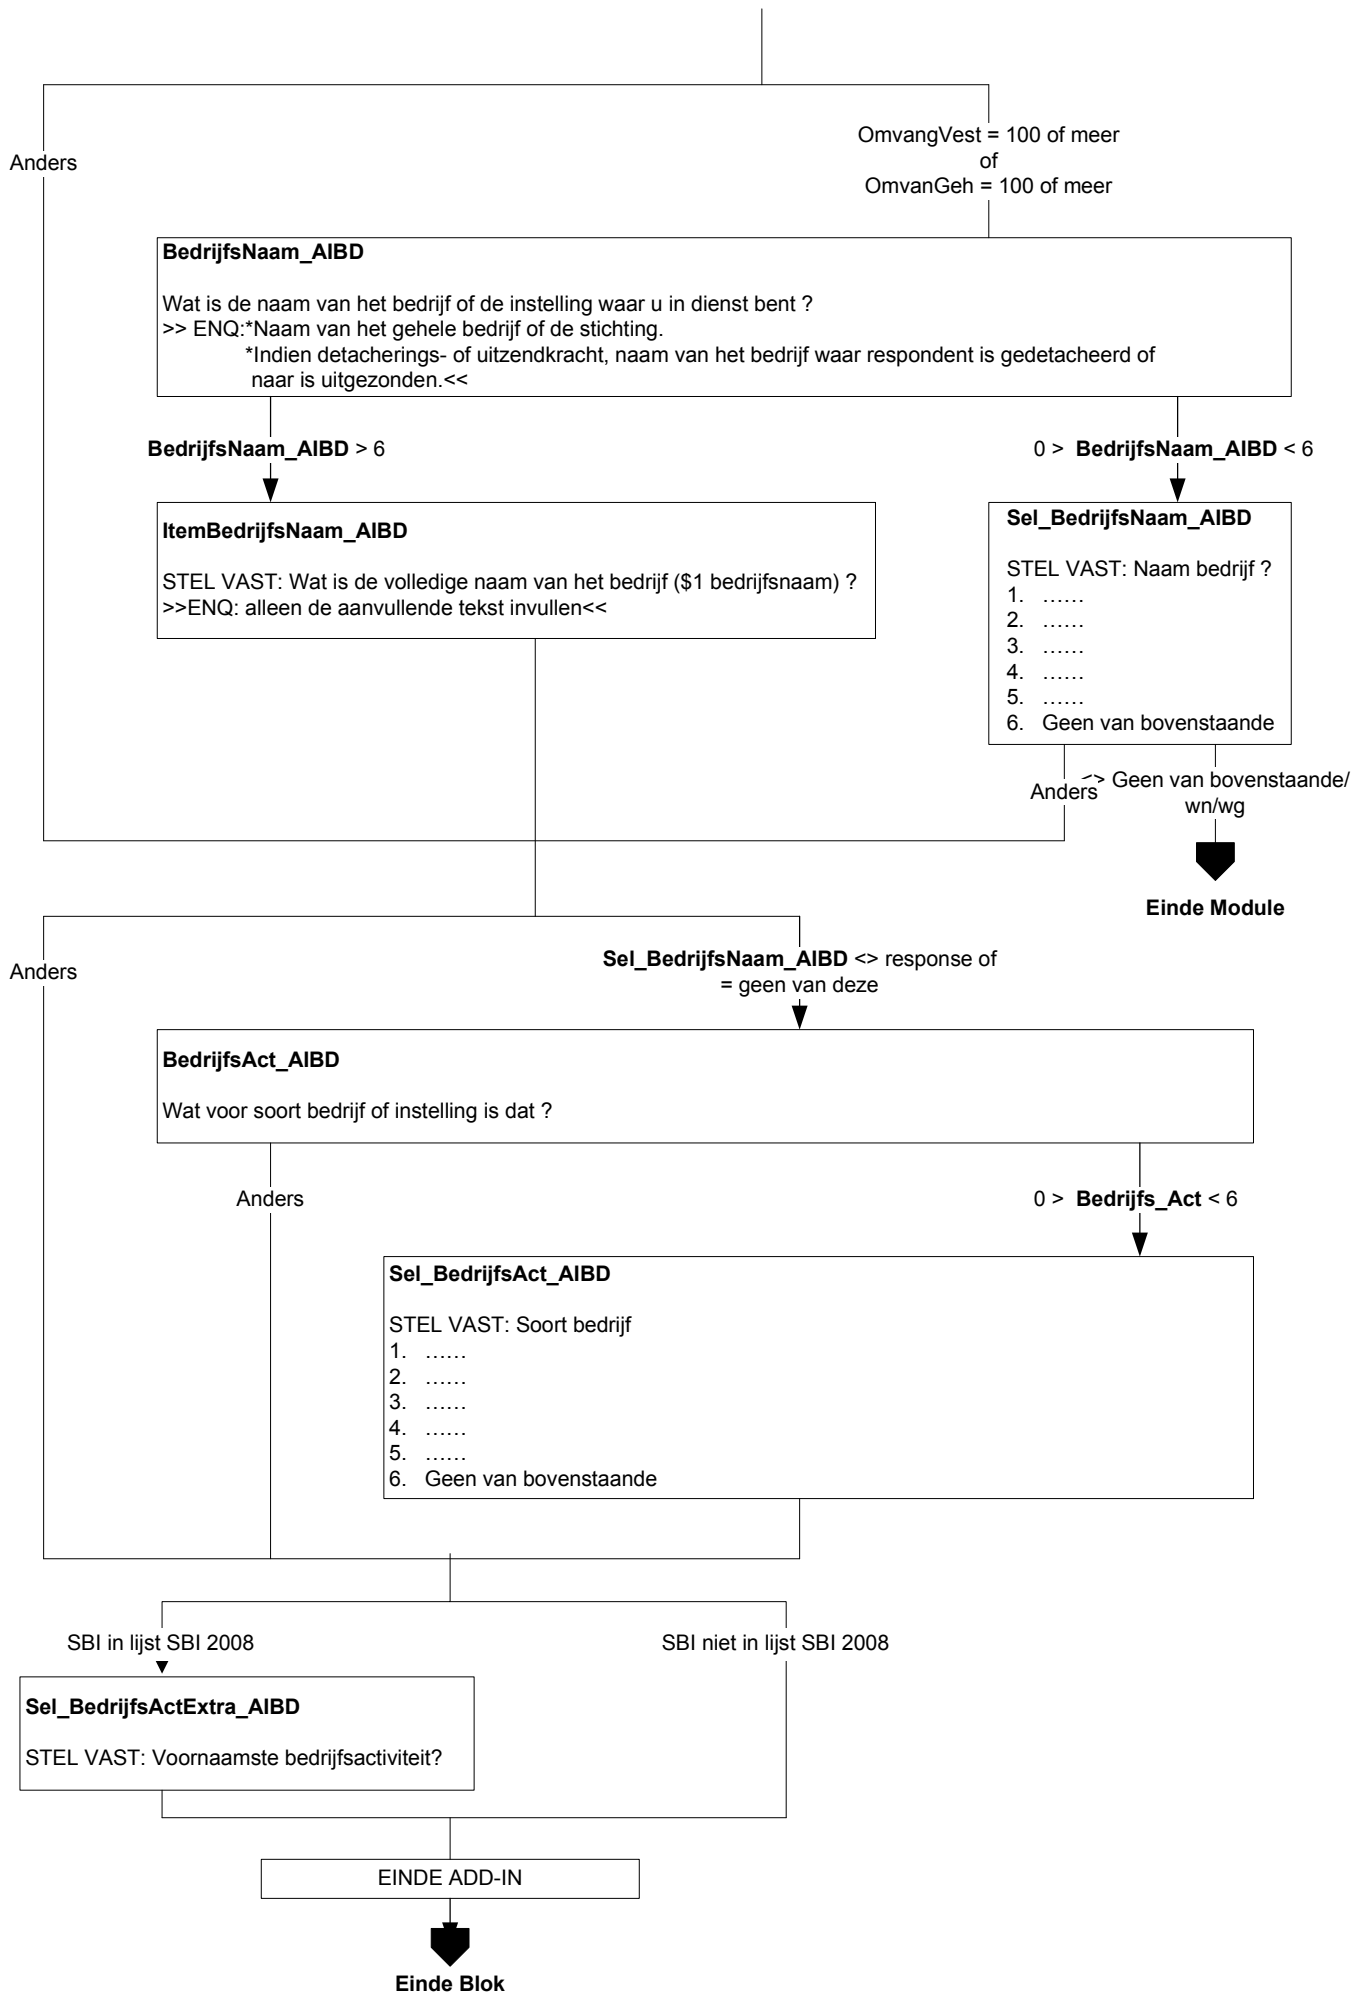 Anders
OmvangVest = 100 of meer
of
OmvanGeh = 100 of meer
BedrijfsNaam_AIBD
Wat is de naam van het bedrijf of de instelling waar u in dienst bent ?
>> ENQ:*Naam van het gehele bedrijf of de stichting.
*Indien detacherings- of uitzendkracht, naam van het bedrijf waar respondent is gedetacheerd of
naar is uitgezonden.<<
BedrijfsNaam_AIBD > 6
0 > BedrijfsNaam_AIBD < 6
ItemBedrijfsNaam_AIBD
STEL VAST: Wat is de volledige naam van het bedrijf ($1 bedrijfsnaam) ?
>>ENQ: alleen de aanvullende tekst invullen<<
Sel_BedrijfsNaam_AIBD
STEL VAST: Naam bedrijf ?
1. ……
2. ……
3. ……
4. ……
5. ……
6. Geen van bovenstaande
Anders
<> Geen van bovenstaande/
wn/wg
Einde Module
Anders
Sel_BedrijfsNaam_AIBD <> response of
= geen van deze
BedrijfsAct_AIBD
Wat voor soort bedrijf of instelling is dat ?
Anders
0 > Bedrijfs_Act < 6
Sel_BedrijfsAct_AIBD
STEL VAST: Soort bedrijf
1. ……
2. ……
3. ……
4. ……
5. ……
6. Geen van bovenstaande
SBI in lijst SBI 2008
SBI niet in lijst SBI 2008
Sel_BedrijfsActExtra_AIBD
STEL VAST: Voornaamste bedrijfsactiviteit?
EINDE ADD-IN
Einde Blok